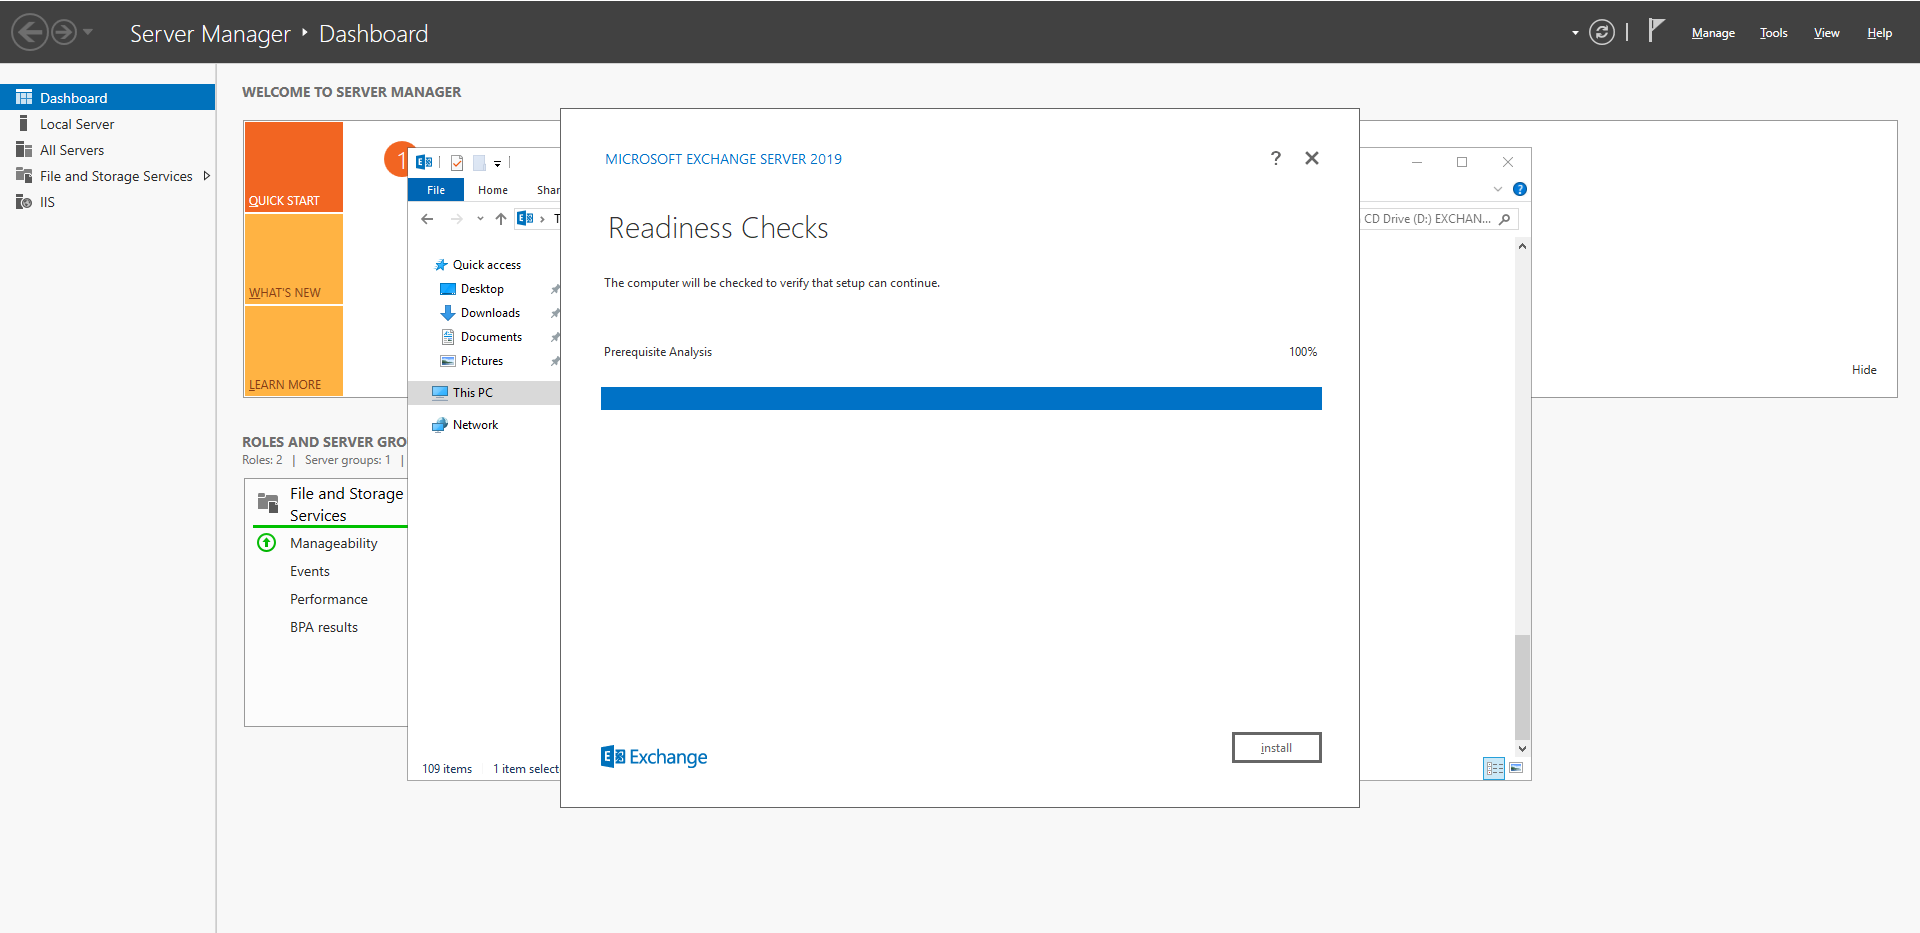 Server Manager ‣ Dashboard
Manage Tools View Help
Dashboard
Local Server
All Servers
File and Storage Services
IIS
WELCOME TO SERVER MANAGER
QUICK START
WHAT'S NEW
LEARN MORE
1
Hide
ROLES AND SERVER GRO
Roles: 2 | Server groups: 1 |
File and Storage
Services
Manageability
Events
Performance
BPA results
File Home Shar
CD Drive (D:) EXCHAN...
Quick access
Desktop
Downloads
Documents
Pictures
This PC
Network
109 items 1 item select
MICROSOFT EXCHANGE SERVER 2019
?
Readiness Checks
The computer will be checked to verify that setup can continue.
Prerequisite Analysis 100%
Exchange
install